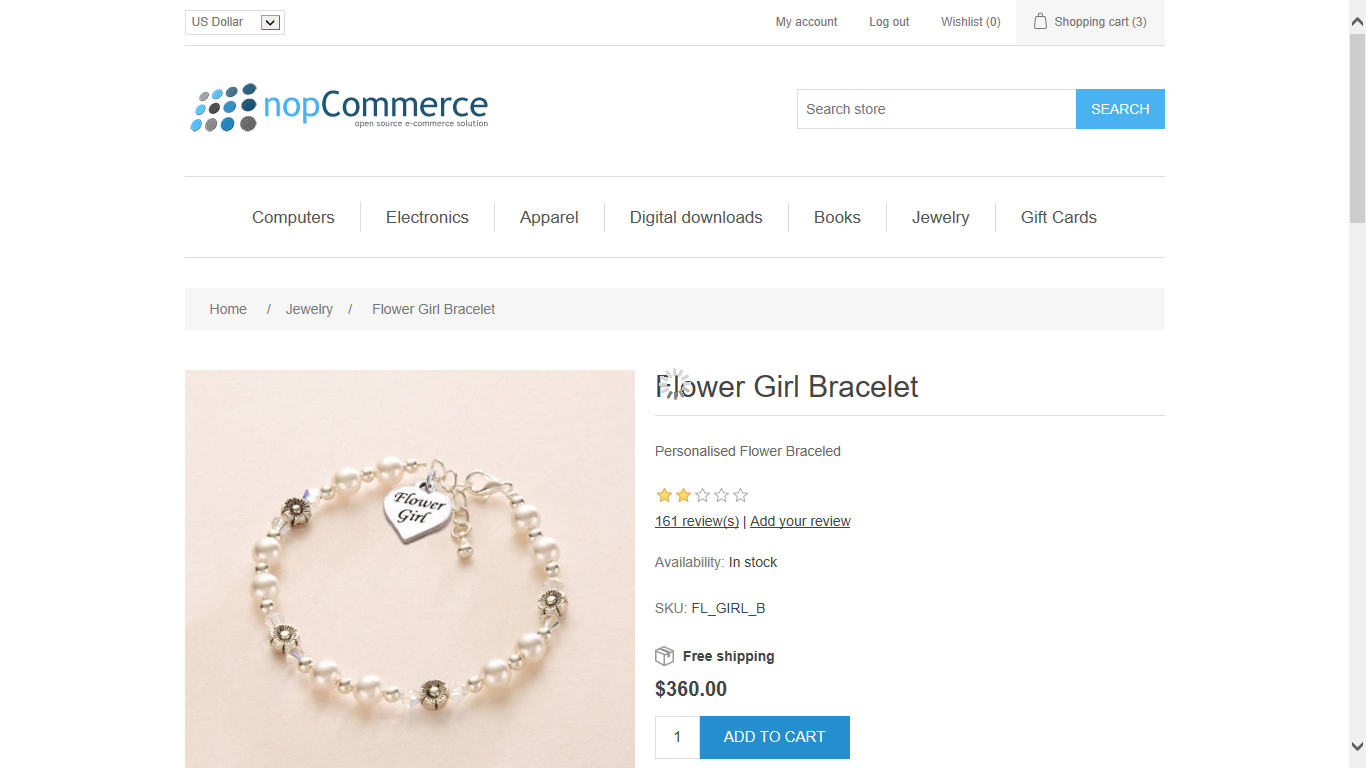 US Dollar
My account
Log out
Wishlist (0)
Shopping cart (3)
nopCommerce
open source e-commerce solution
Search store
SEARCH
Computers
Electronics
Apparel
Digital downloads
Books
Jewelry
Gift Cards
Home / Jewelry / Flower Girl Bracelet
Flower Girl Bracelet
Flower
Girl
Personalised Flower Braceled
161 review(s) | Add your review
Availability: In stock
SKU: FL_GIRL_B
Free shipping
$360.00
1
ADD TO CART